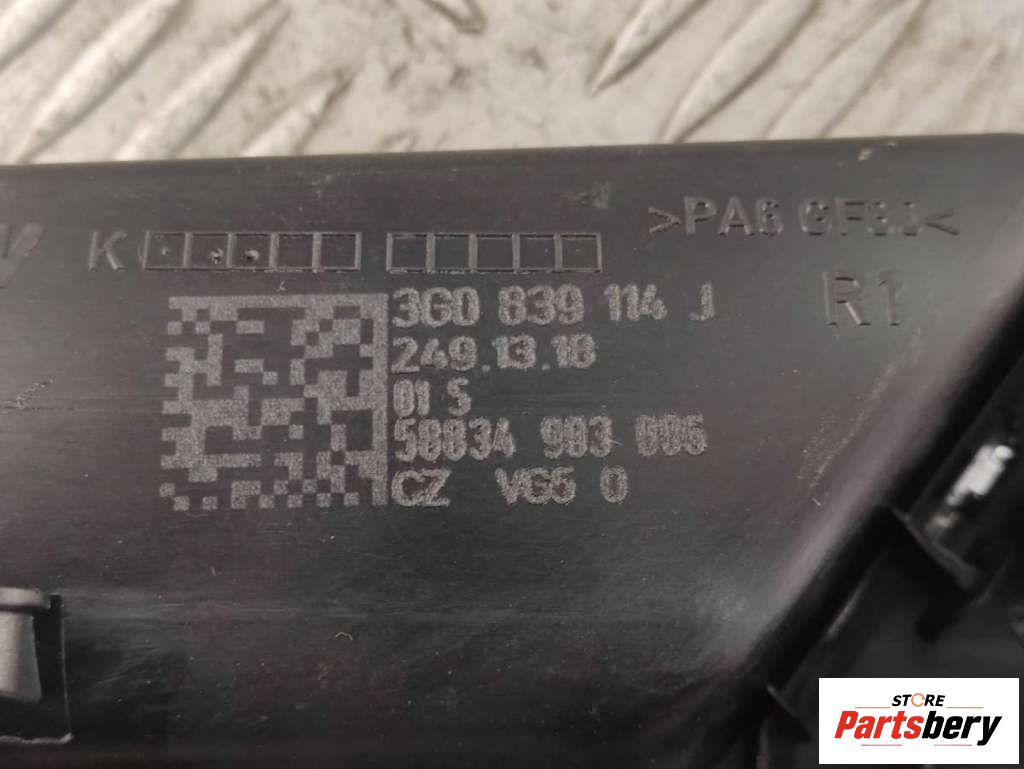 K
>PA6 GF30<
3G0 839 114 J
R1
249.13.18
01 S
58834 983 006
CZ VG5 0
STORE
Partsbery